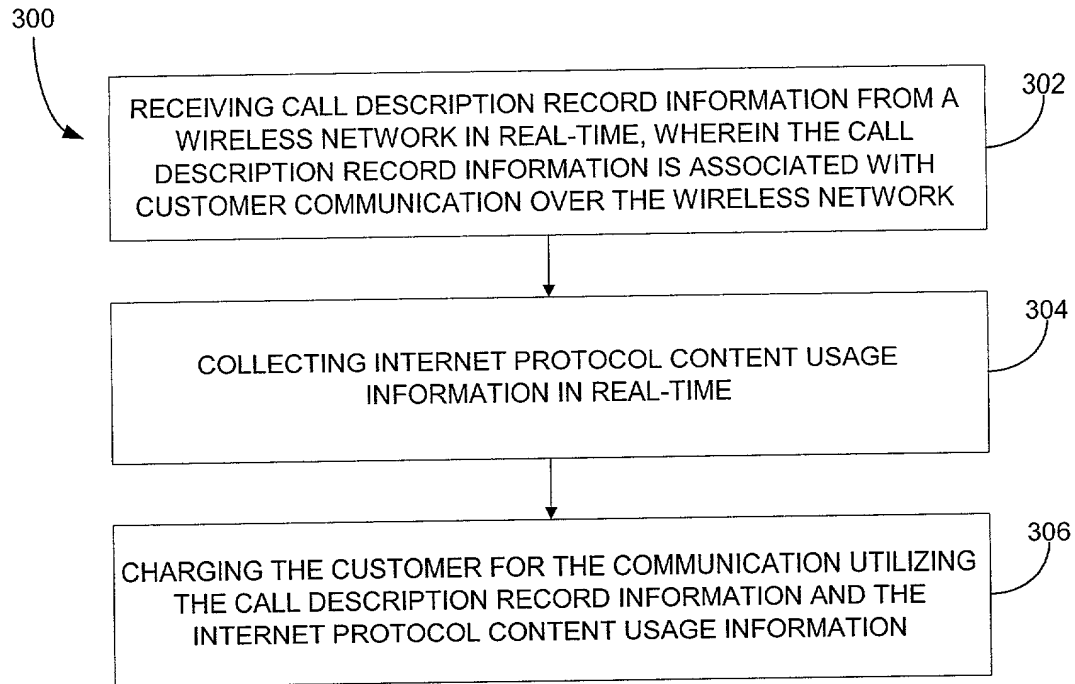 300
302
RECEIVING CALL DESCRIPTION RECORD INFORMATION FROM A
WIRELESS NETWORK IN REAL-TIME, WHEREIN THE CALL
DESCRIPTION RECORD INFORMATION IS ASSOCIATED WITH
CUSTOMER COMMUNICATION OVER THE WIRELESS NETWORK
304
COLLECTING INTERNET PROTOCOL CONTENT USAGE
INFORMATION IN REAL-TIME
306
CHARGING THE CUSTOMER FOR THE COMMUNICATION UTILIZING
THE CALL DESCRIPTION RECORD INFORMATION AND THE
INTERNET PROTOCOL CONTENT USAGE INFORMATION